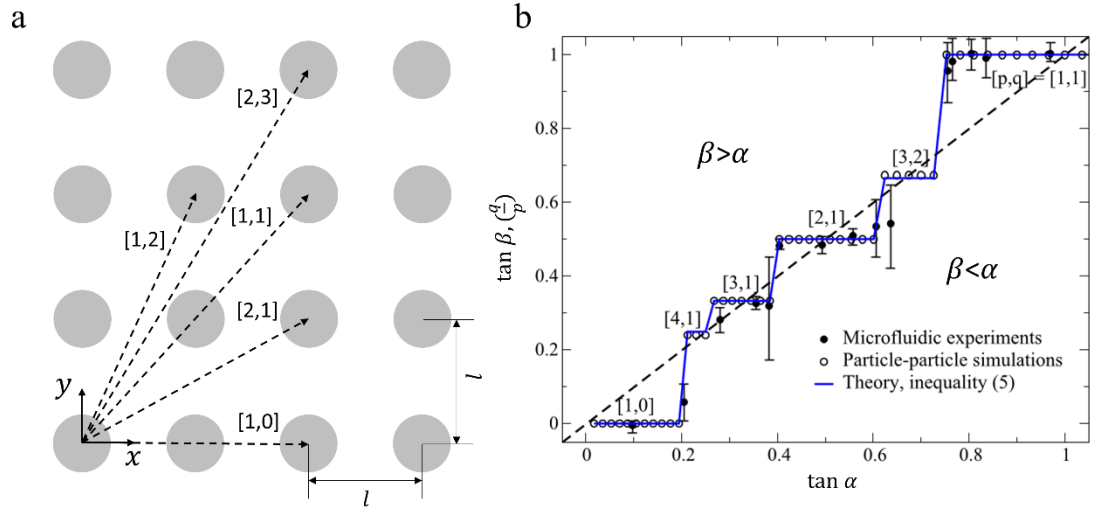 a
[2,3]
[1,2]
[1,1]
[2,1]
[1,0]
y
x
l
l
b
tan β, (q/p)
1
0.8
0.6
0.4
0.2
0
[p,q] = [1,1]
β>α
[3,2]
[2,1]
β<α
[3,1]
[4,1]
[1,0]
Microfluidic experiments
Particle-particle simulations
Theory, inequality (5)
0 0.2 0.4 0.6 0.8 1
tan α